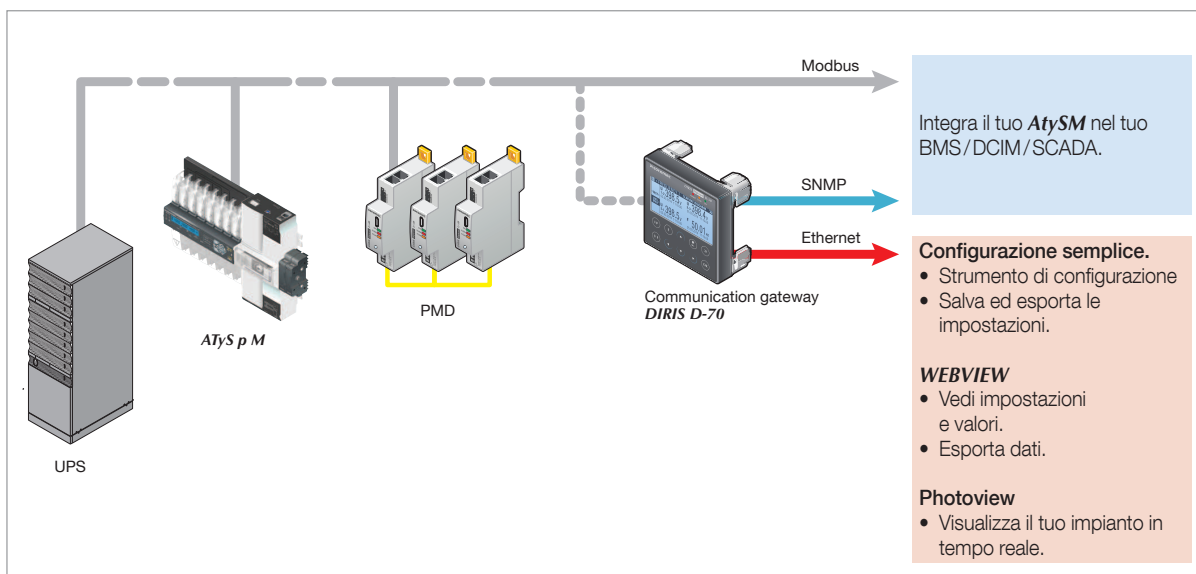 Modbus
Integra il tuo AtySM nel tuo
BMS/DCIM/SCADA.
SNMP
Ethernet
Configurazione semplice.
• Strumento di configurazione
• Salva ed esporta le
impostazioni.
WEBVIEW
• Vedi impostazioni
e valori.
• Esporta dati.
Photoview
• Visualizza il tuo impianto in
tempo reale.
Communication gateway
DIRIS D-70
PMD
ATyS p M
UPS